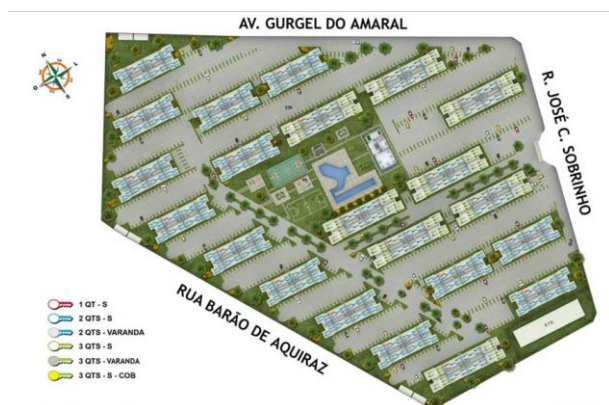 AV. GURGEL DO AMARAL
R. JOSÉ C. SOBRINHO
RUA BARÃO DE AQUIRAZ
N
L
O
S
1 QT - S
2 QTS - S
2 QTS - VARANDA
3 QTS - S
3 QTS - VARANDA
3 QTS - S - COB